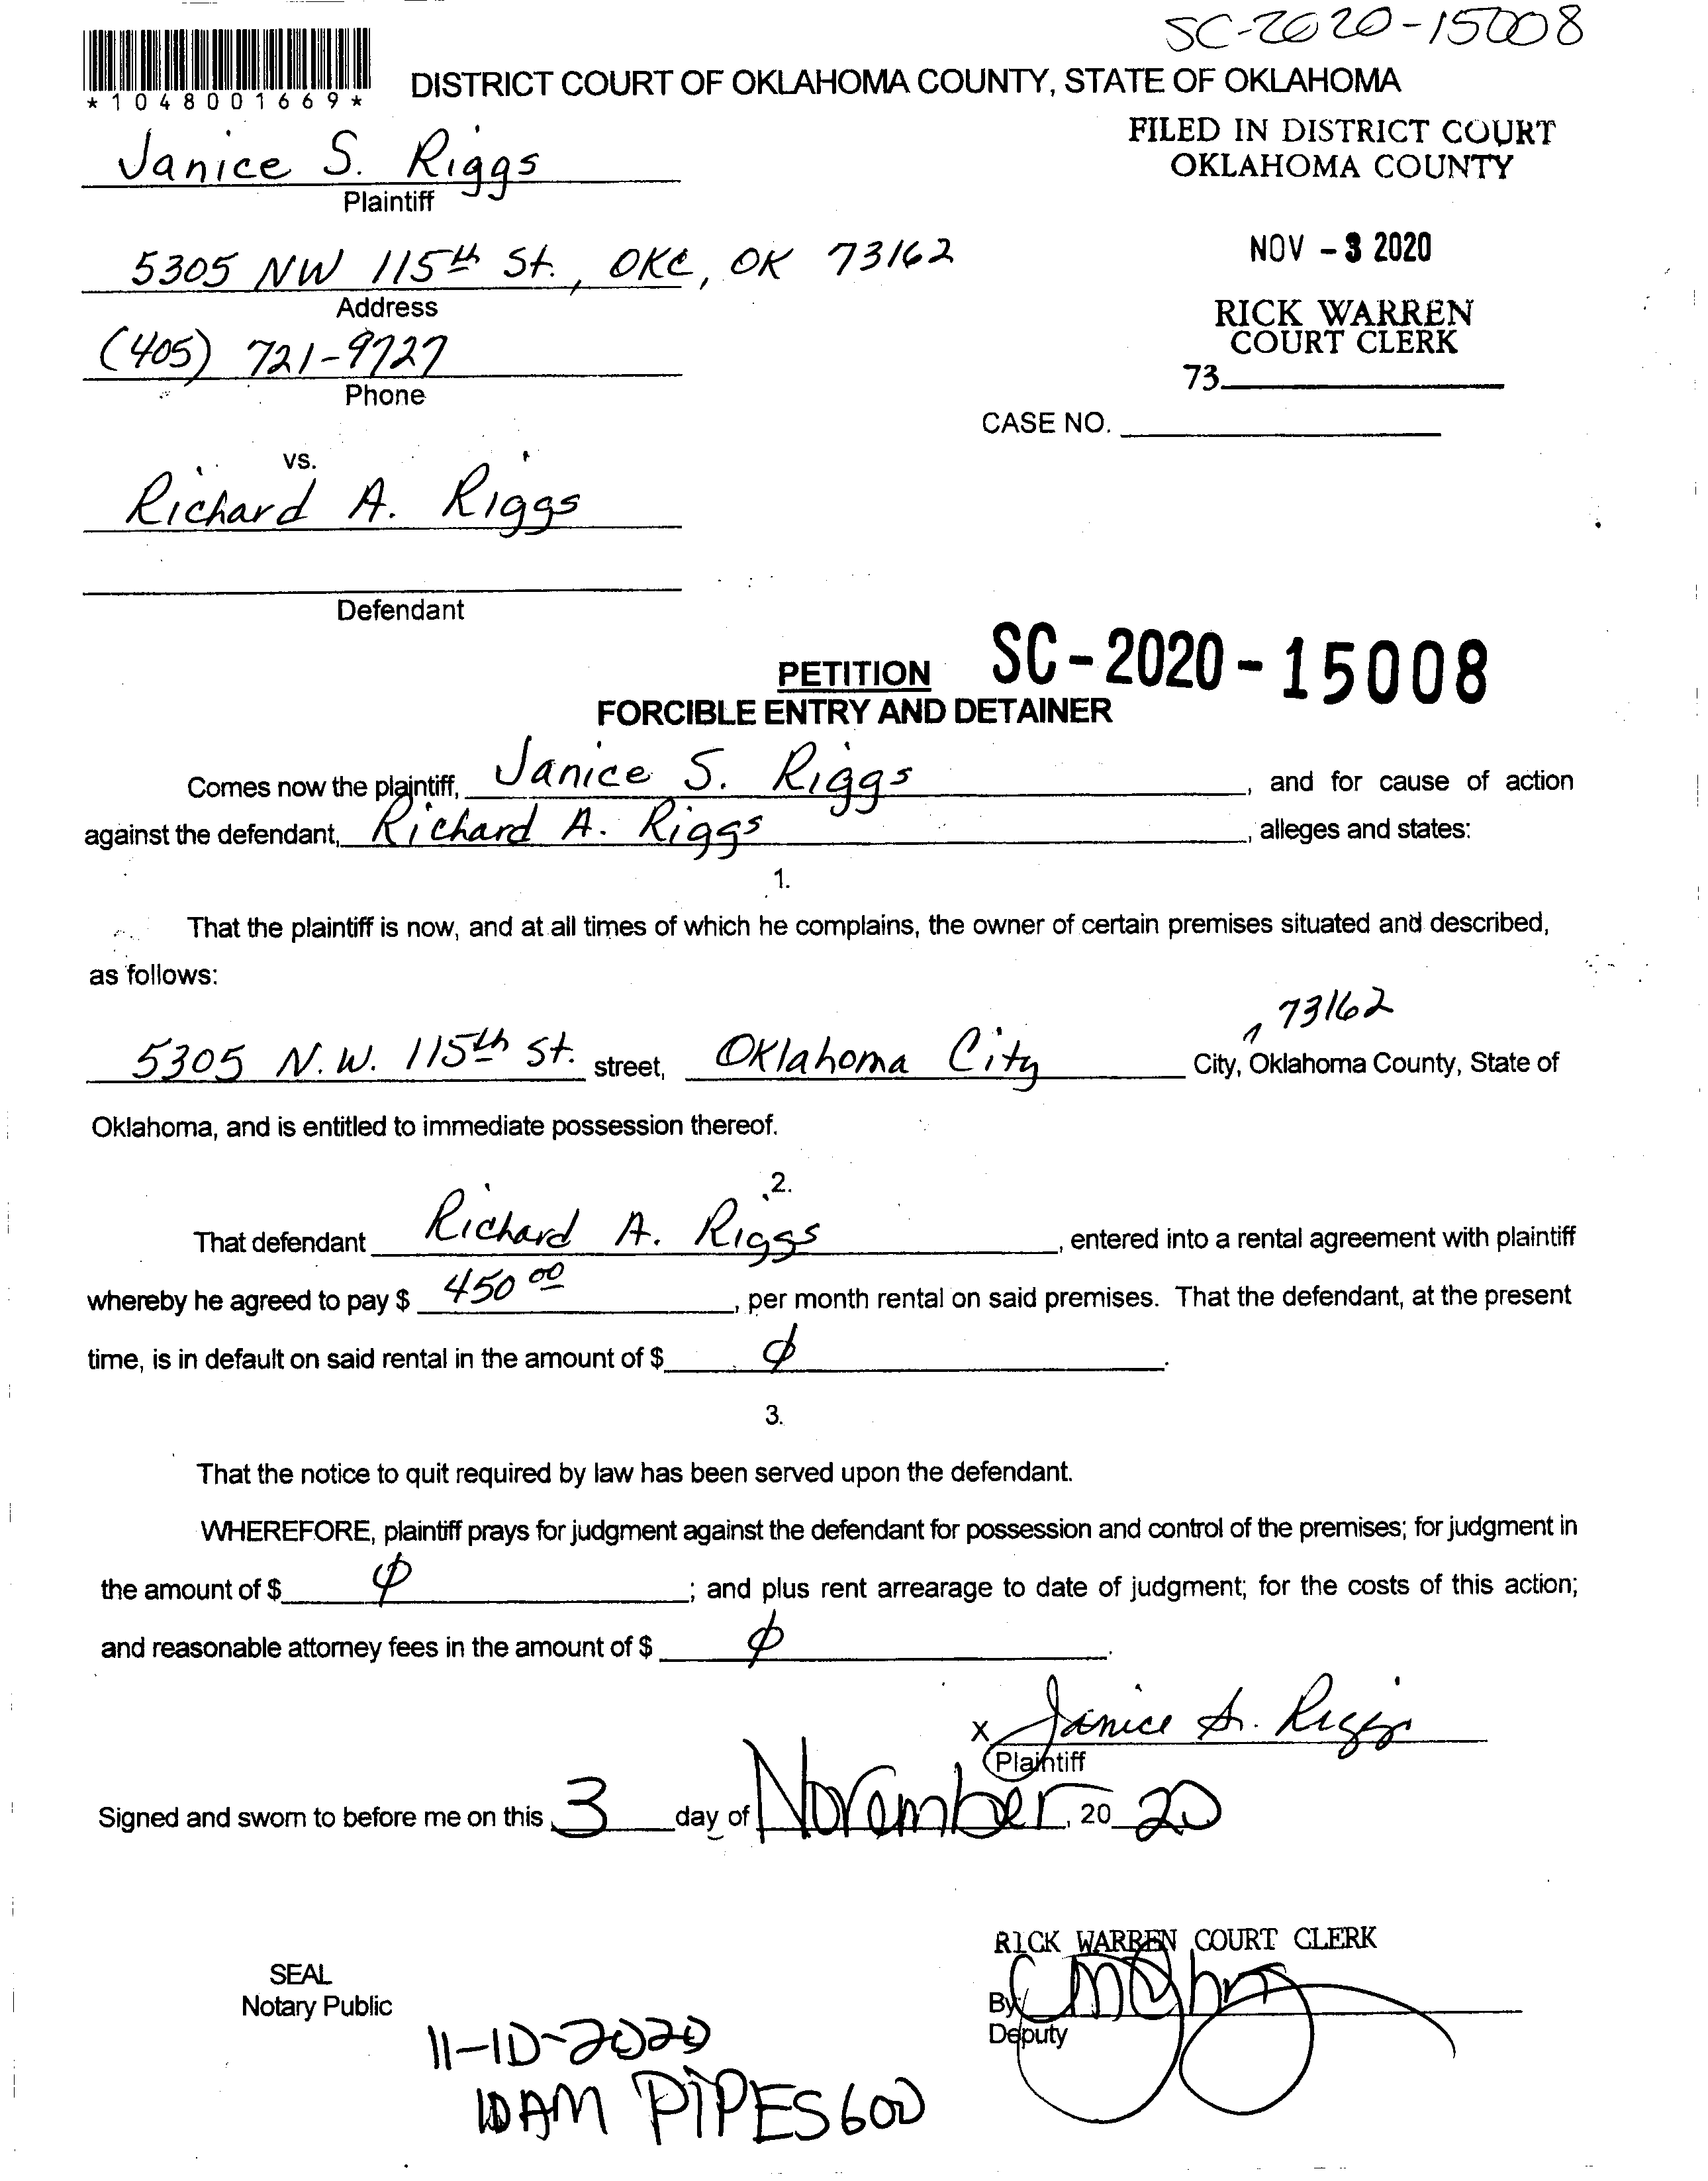 SC-2020-15008
*1048001669*
DISTRICT COURT OF OKLAHOMA COUNTY, STATE OF OKLAHOMA
FILED IN DISTRICT COURT
OKLAHOMA COUNTY
Janice S. Riggs
Plaintiff
NOV - 3 2020
5305 NW 115th St., OKC, OK 73162
Address
RICK WARREN
COURT CLERK
(405) 721-9727
Phone
73
CASE NO.
vs.
Richard A. Riggs
Defendant
SC-2020-15008
PETITION
FORCIBLE ENTRY AND DETAINER
Comes now the plaintiff, Janice S. Riggs, and for cause of action
against the defendant, Richard A. Riggs, alleges and states:
1.
That the plaintiff is now, and at all times of which he complains, the owner of certain premises situated and described,
as follows:
73162
5305 N.W. 115th St. street, Oklahoma City City, Oklahoma County, State of
Oklahoma, and is entitled to immediate possession thereof.
2.
That defendant Richard A. Riggs, entered into a rental agreement with plaintiff
whereby he agreed to pay $ 450 00, per month rental on said premises. That the defendant, at the present
time, is in default on said rental in the amount of $ ϕ.
3.
That the notice to quit required by law has been served upon the defendant.
WHEREFORE, plaintiff prays for judgment against the defendant for possession and control of the premises; for judgment in
the amount of $ ϕ; and plus rent arrearage to date of judgment; for the costs of this action;
and reasonable attorney fees in the amount of $ ϕ.
X Janice S. Riggs
Plaintiff
Signed and sworn to before me on this 3 day of November, 20 20
RICK WARREN COURT CLERK
SEAL
Notary Public
By
Deputy
11-10-2020
10AM PIPES 600